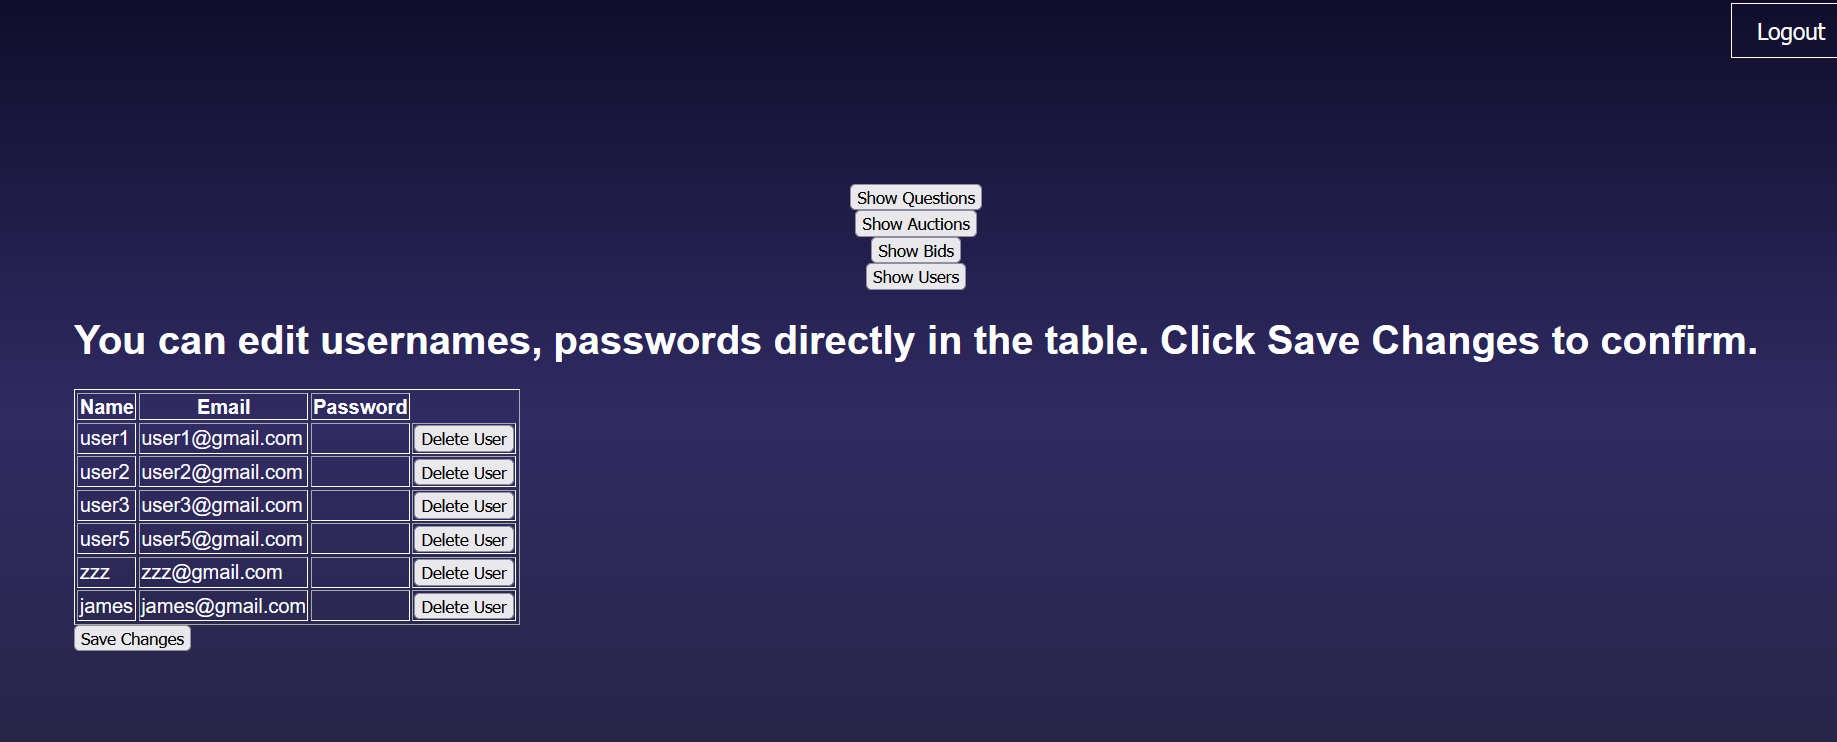 Logout
Show Questions
Show Auctions
Show Bids
Show Users
You can edit usernames, passwords directly in the table. Click Save Changes to confirm.
Name Email Password
user1 user1@gmail.com Delete User
user2 user2@gmail.com Delete User
user3 user3@gmail.com Delete User
user5 user5@gmail.com Delete User
zzz zzz@gmail.com Delete User
james james@gmail.com Delete User
Save Changes